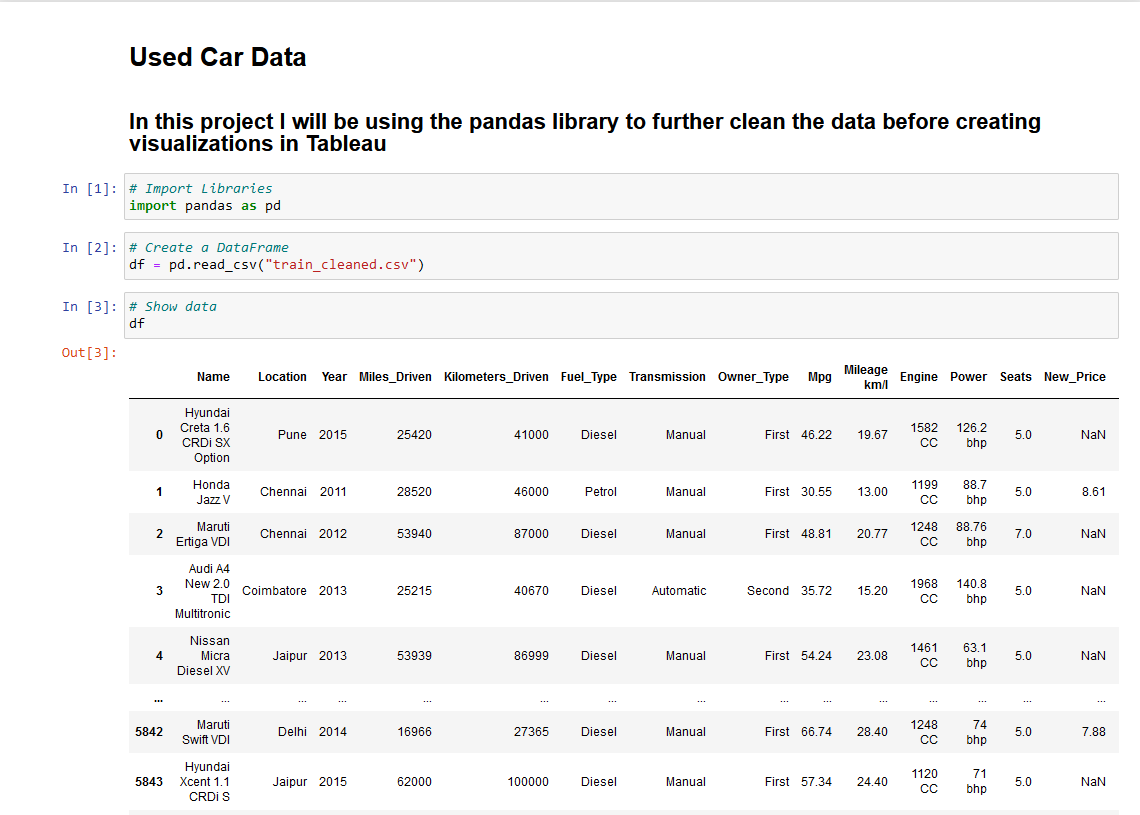 Used Car Data
In this project I will be using the pandas library to further clean the data before creating
visualizations in Tableau
In [1]: # Import Libraries
import pandas as pd
In [2]: # Create a DataFrame
df = pd.read_csv("train_cleaned.csv")
In [3]: # Show data
df
Out[3]:
Name Location Year Miles_Driven Kilometers_Driven Fuel_Type Transmission Owner_Type Mpg Mileage km/l Engine Power Seats New_Price
0 Hyundai Creta 1.6 CRDi SX Option Pune 2015 25420 41000 Diesel Manual First 46.22 19.67 1582 CC 126.2 bhp 5.0 NaN
1 Honda Jazz V Chennai 2011 28520 46000 Petrol Manual First 30.55 13.00 1199 CC 88.7 bhp 5.0 8.61
2 Maruti Ertiga VDI Chennai 2012 53940 87000 Diesel Manual First 48.81 20.77 1248 CC 88.76 bhp 7.0 NaN
3 Audi A4 New 2.0 TDI Multitronic Coimbatore 2013 25215 40670 Diesel Automatic Second 35.72 15.20 1968 CC 140.8 bhp 5.0 NaN
4 Nissan Micra Diesel XV Jaipur 2013 53939 86999 Diesel Manual First 54.24 23.08 1461 CC 63.1 bhp 5.0 NaN
... ... ... ... ... ... ... ... ... ... ... ... ... ... ...
5842 Maruti Swift VDI Delhi 2014 16966 27365 Diesel Manual First 66.74 28.40 1248 CC 74 bhp 5.0 7.88
5843 Hyundai Xcent 1.1 CRDi S Jaipur 2015 62000 100000 Diesel Manual First 57.34 24.40 1120 CC 71 bhp 5.0 NaN